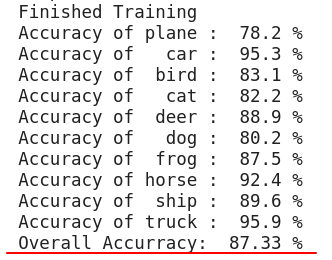 Finished Training
Accuracy of plane :  78.2 %
Accuracy of   car :  95.3 %
Accuracy of  bird :  83.1 %
Accuracy of   cat :  82.2 %
Accuracy of  deer :  88.9 %
Accuracy of   dog :  80.2 %
Accuracy of  frog :  87.5 %
Accuracy of horse :  92.4 %
Accuracy of  ship :  89.6 %
Accuracy of truck :  95.9 %
Overall Accurracy:  87.33 %